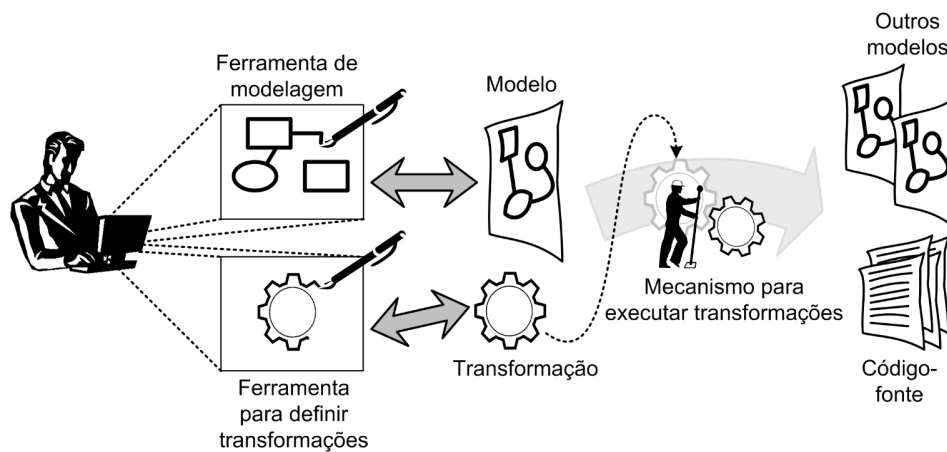 Ferramenta de
modelagem
Modelo
Outros
modelos
Mecanismo para
executar transformações
Transformação
Ferramenta
para definir
transformações
Código-
fonte